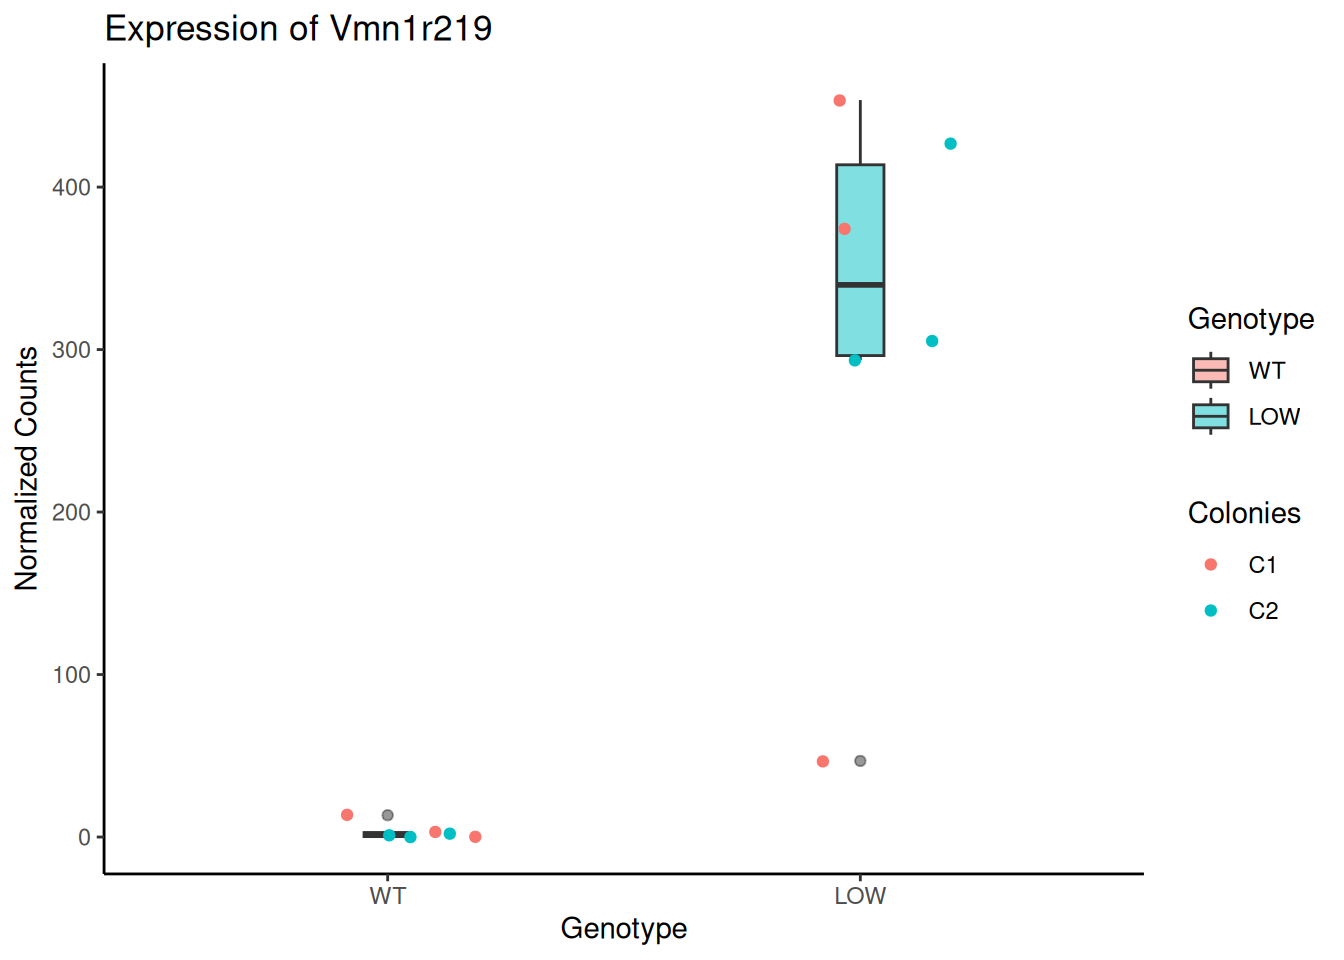 Expression of Vmn1r219
Normalized Counts
400
300
200
100
0
WT
LOW
Genotype
Genotype
WT
LOW
Colonies
C1
C2